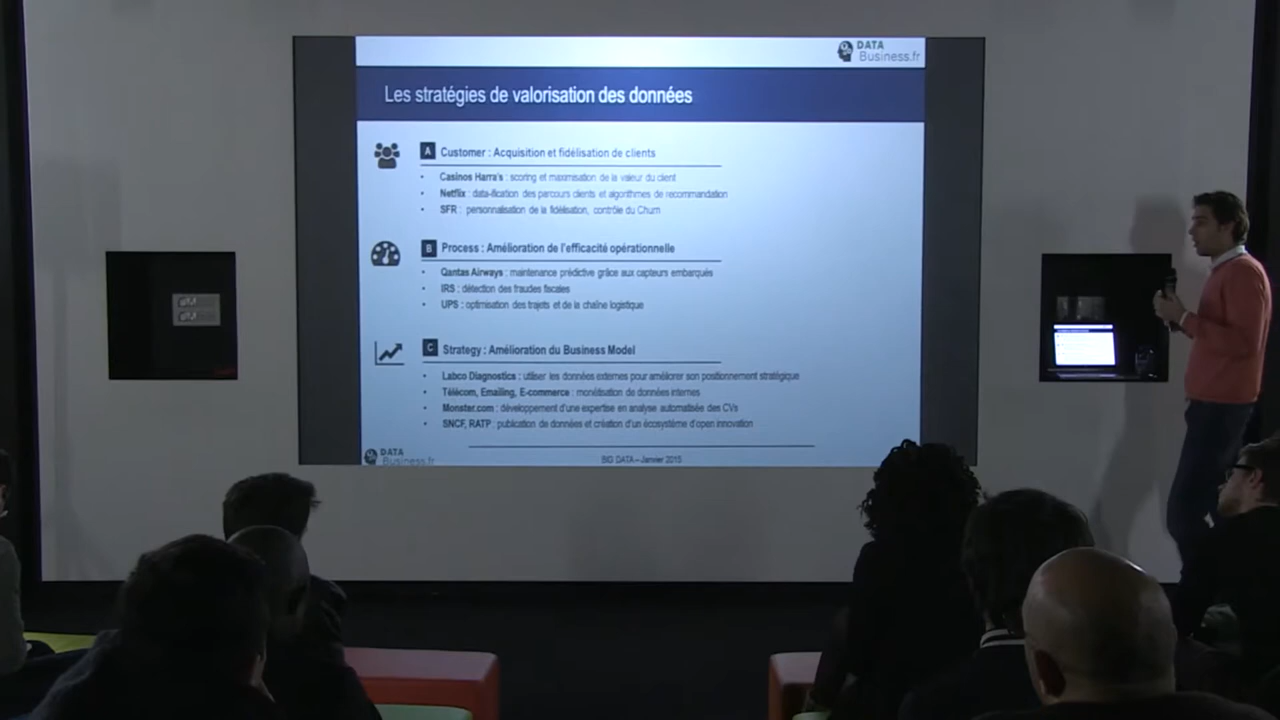 DATA
Business.fr
Les stratégies de valorisation des données
A Customer : Acquisition et fidélisation de clients
• Casinos Harra's : scoring et maximisation de la valeur du client
• Netflix : data-ification des parcours clients et algorithmes de recommandation
• SFR : personnalisation de la fidélisation, contrôle du Churn
B Process : Amélioration de l'efficacité opérationnelle
• Qantas Airways : maintenance prédictive grâce aux capteurs embarqués
• IRS : détection des fraudes fiscales
• UPS : optimisation des trajets et de la chaîne logistique
C Strategy : Amélioration du Business Model
• Labco Diagnostics : utiliser les données externes pour améliorer son positionnement stratégique
• Télécom, Emailing, E-commerce : monétisation de données internes
• Monster.com : développement d'une expertise en analyse automatisée des CVs
• SNCF, RATP : publication de données et création d'un écosystème d'open innovation
DATA
Business.fr
BIG DATA – Janvier 2015